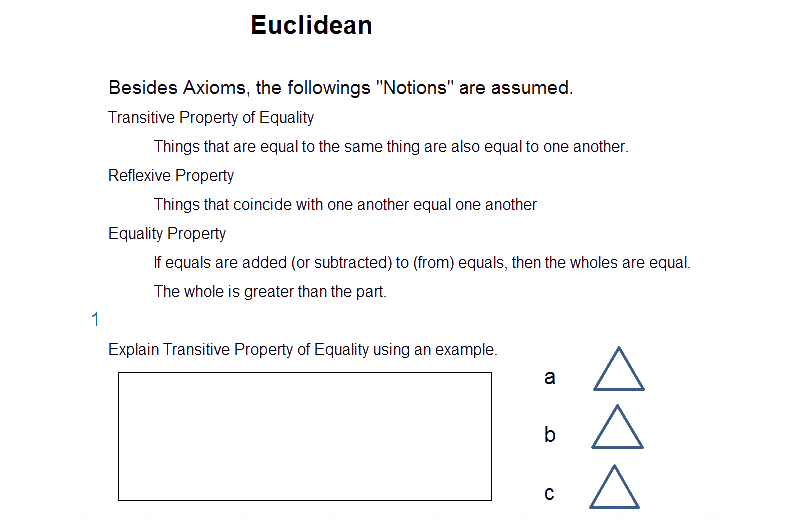 Euclidean
Besides Axioms, the followings "Notions" are assumed.
Transitive Property of Equality
Things that are equal to the same thing are also equal to one another.
Reflexive Property
Things that coincide with one another equal one another
Equality Property
If equals are added (or subtracted) to (from) equals, then the wholes are equal.
The whole is greater than the part.
1
Explain Transitive Property of Equality using an example.
a
b
c